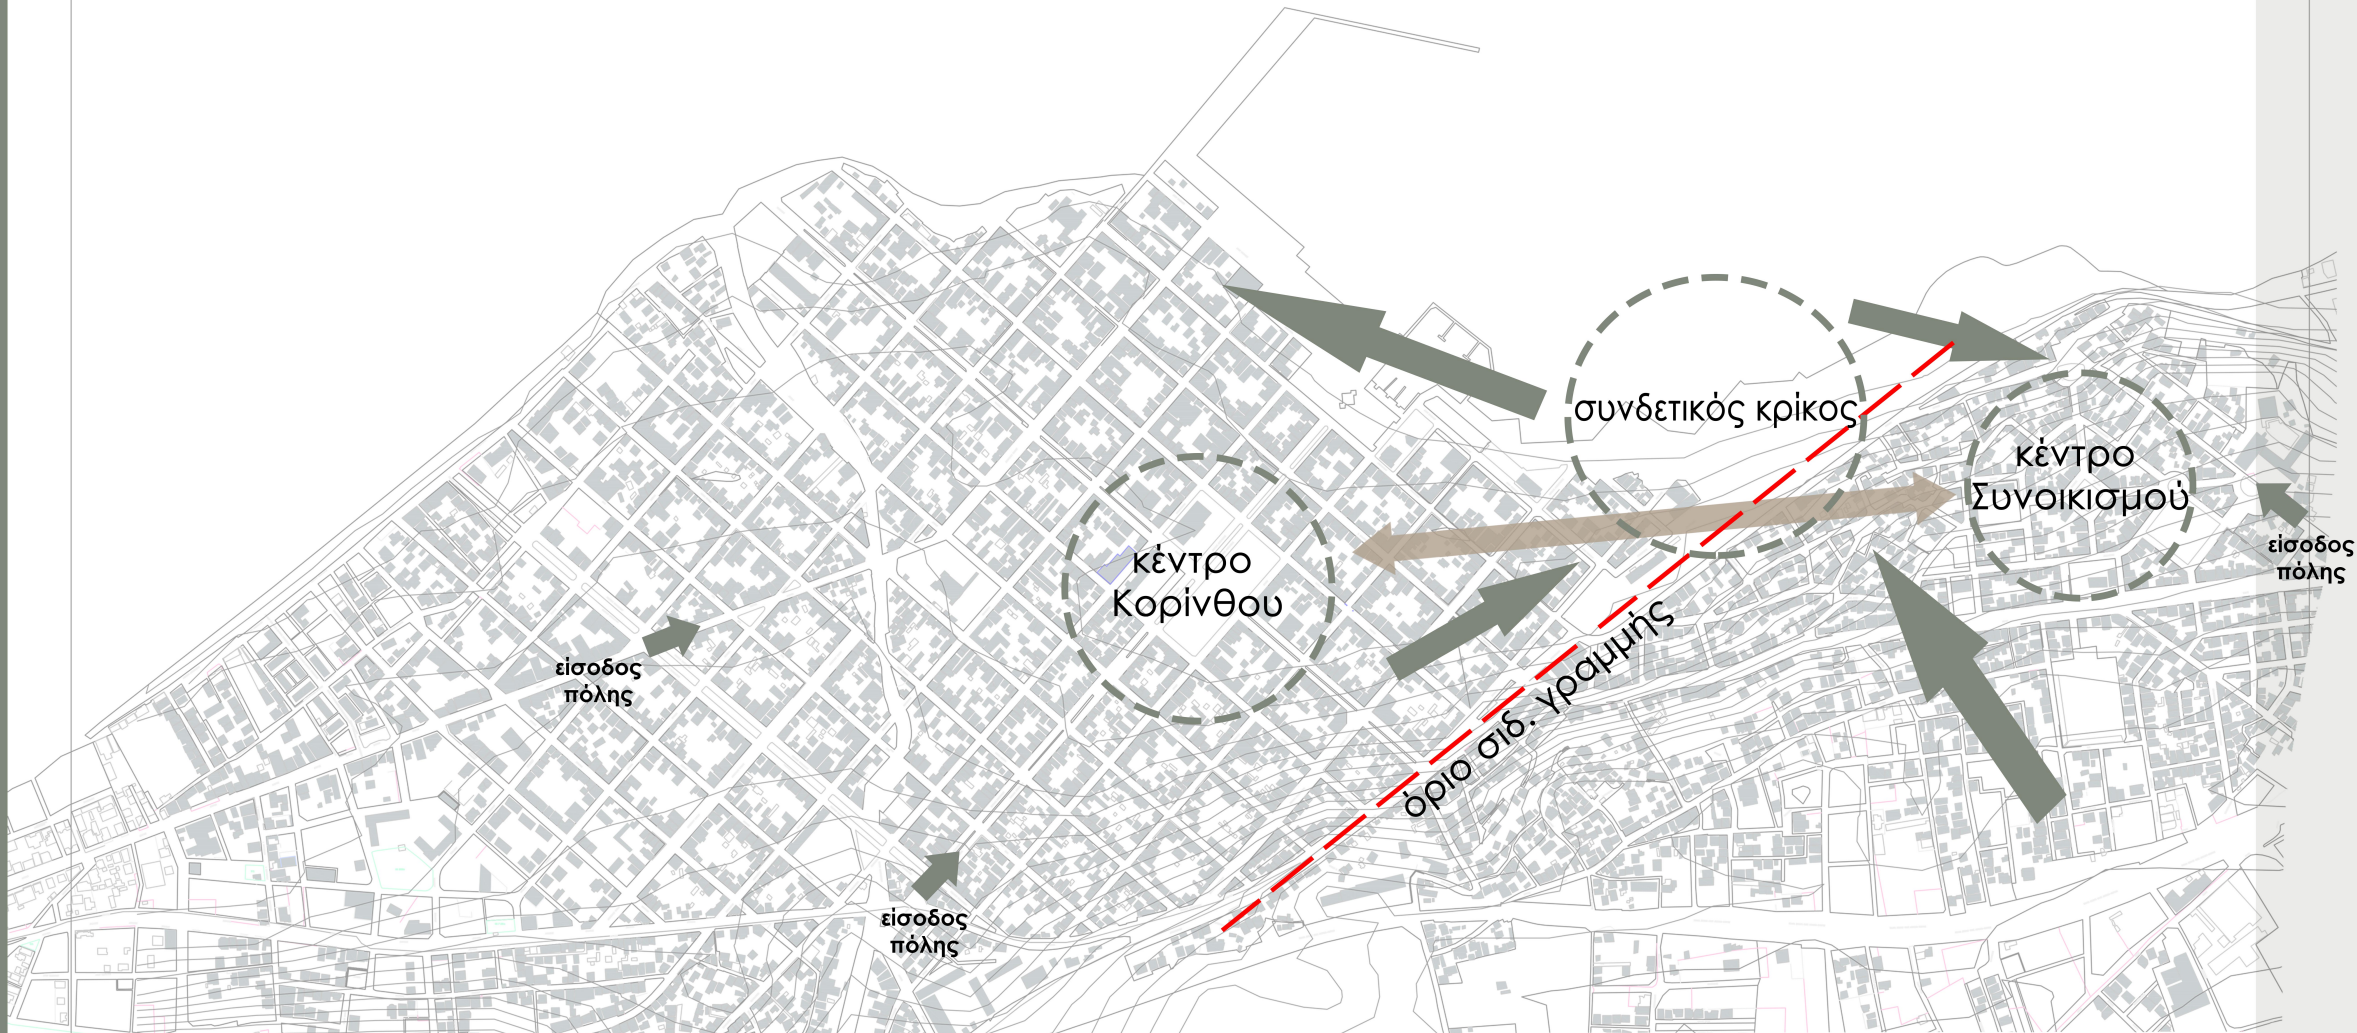 συνδετικός κρίκος
κέντρο
Συνοικισμού
είσοδος
πόλης
κέντρο
Κορίνθου
όριο σιδ. γραμμής
είσοδος
πόλης
είσοδος
πόλης